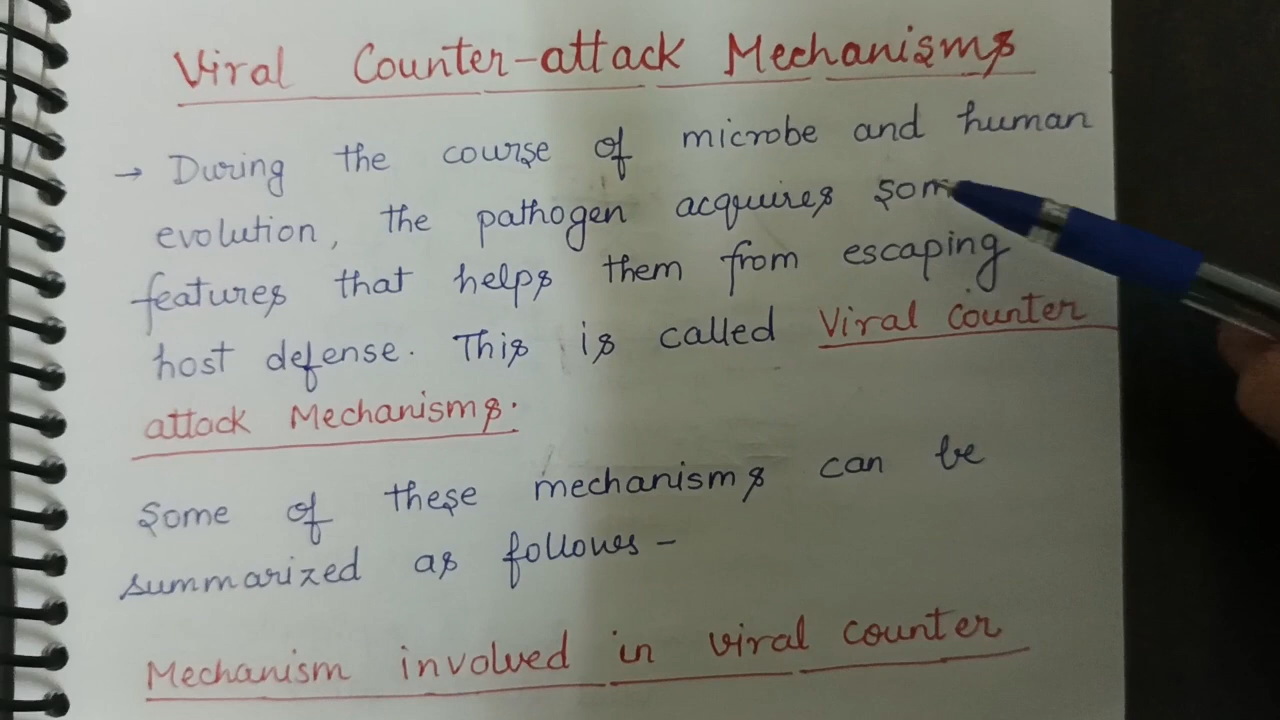 Viral Counter-attack Mechanisms
→ During the course of microbe and human
evolution, the pathogen acquires som
features that helps them from escaping
host defense. This is called Viral Counter
attack Mechanisms.
Some of these mechanisms can be
summarized as follows -
Mechanism involved in viral counter